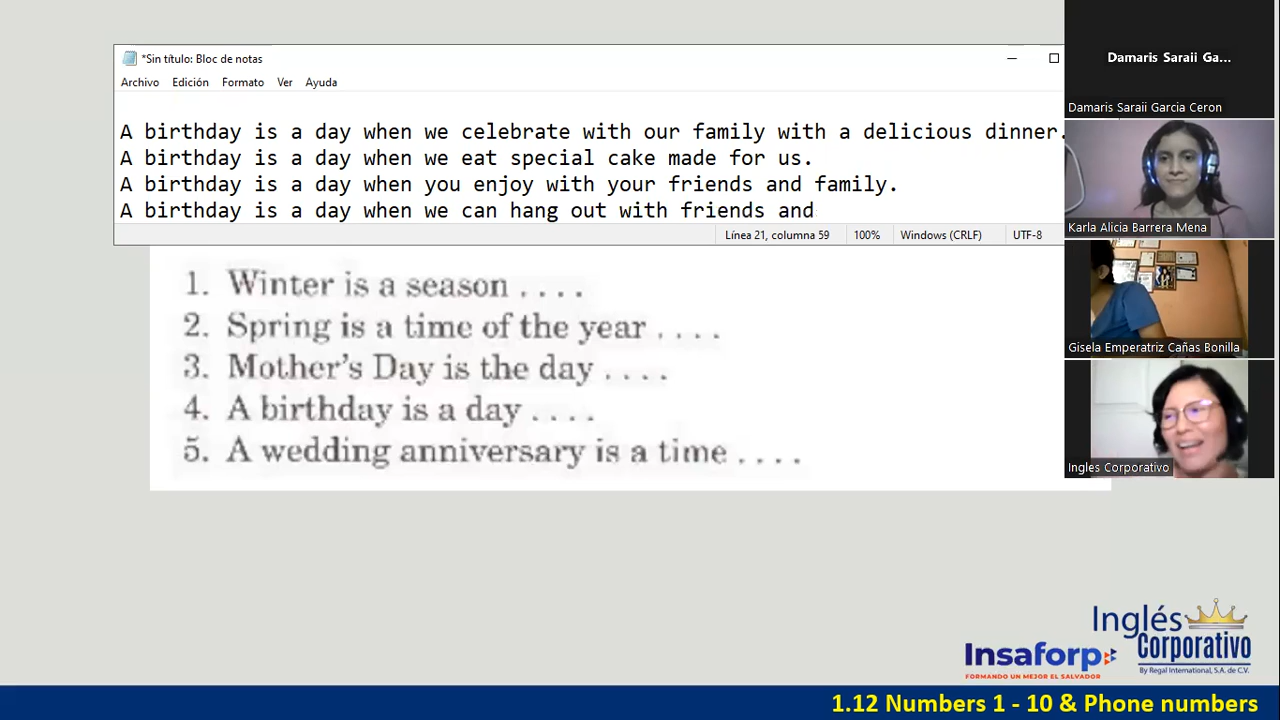 *Sin título: Bloc de notas
Archivo Edición Formato Ver Ayuda
A birthday is a day when we celebrate with our family with a delicious dinner.
A birthday is a day when we eat special cake made for us.
A birthday is a day when you enjoy with your friends and family.
A birthday is a day when we can hang out with friends and
Línea 21, columna 59 100% Windows (CRLF) UTF-8
1. Winter is a season . . . .
2. Spring is a time of the year . . . .
3. Mother's Day is the day . . . .
4. A birthday is a day . . . .
5. A wedding anniversary is a time . . . .
Damaris Saraii Ga...
Damaris Saraii Garcia Ceron
Karla Alicia Barrera Mena
Gisela Emperatriz Cañas Bonilla
Ingles Corporativo
Insaforp
FORMANDO UN MEJOR EL SALVADOR
Inglés
Corporativo
By Regal International, S.A. de C.V.
1.12 Numbers 1 - 10 & Phone numbers